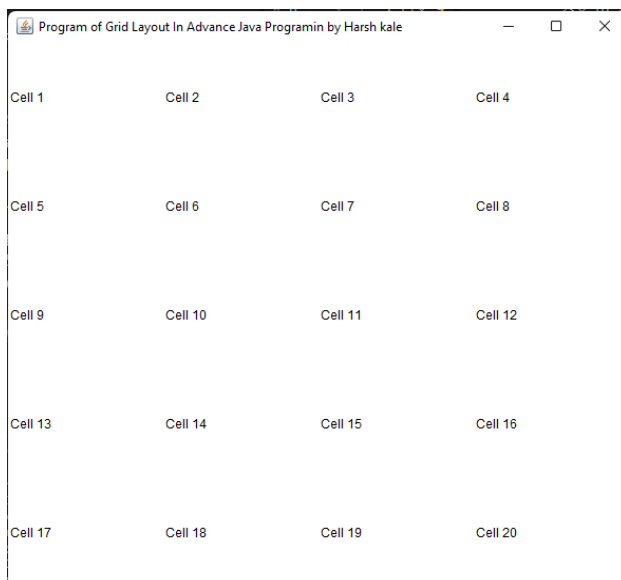 Program of Grid Layout In Advance Java Programin by Harsh kale
Cell 1 Cell 2 Cell 3 Cell 4
Cell 5 Cell 6 Cell 7 Cell 8
Cell 9 Cell 10 Cell 11 Cell 12
Cell 13 Cell 14 Cell 15 Cell 16
Cell 17 Cell 18 Cell 19 Cell 20